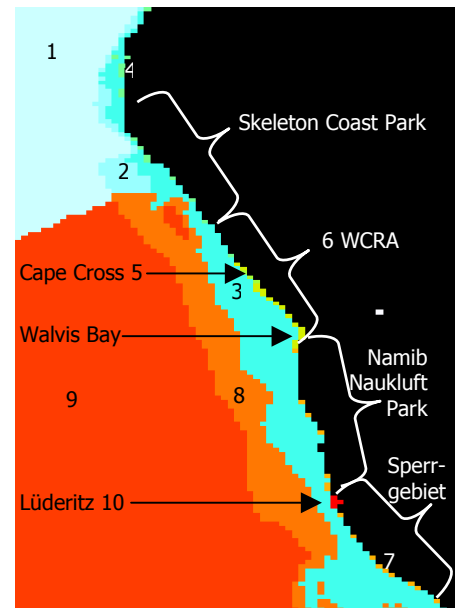 1
4
Skeleton Coast Park
2
6 WCRA
Cape Cross 5
3
Walvis Bay
Namib
Naukluft
Park
8
9
Sperr-
gebiet
Lüderitz 10
7